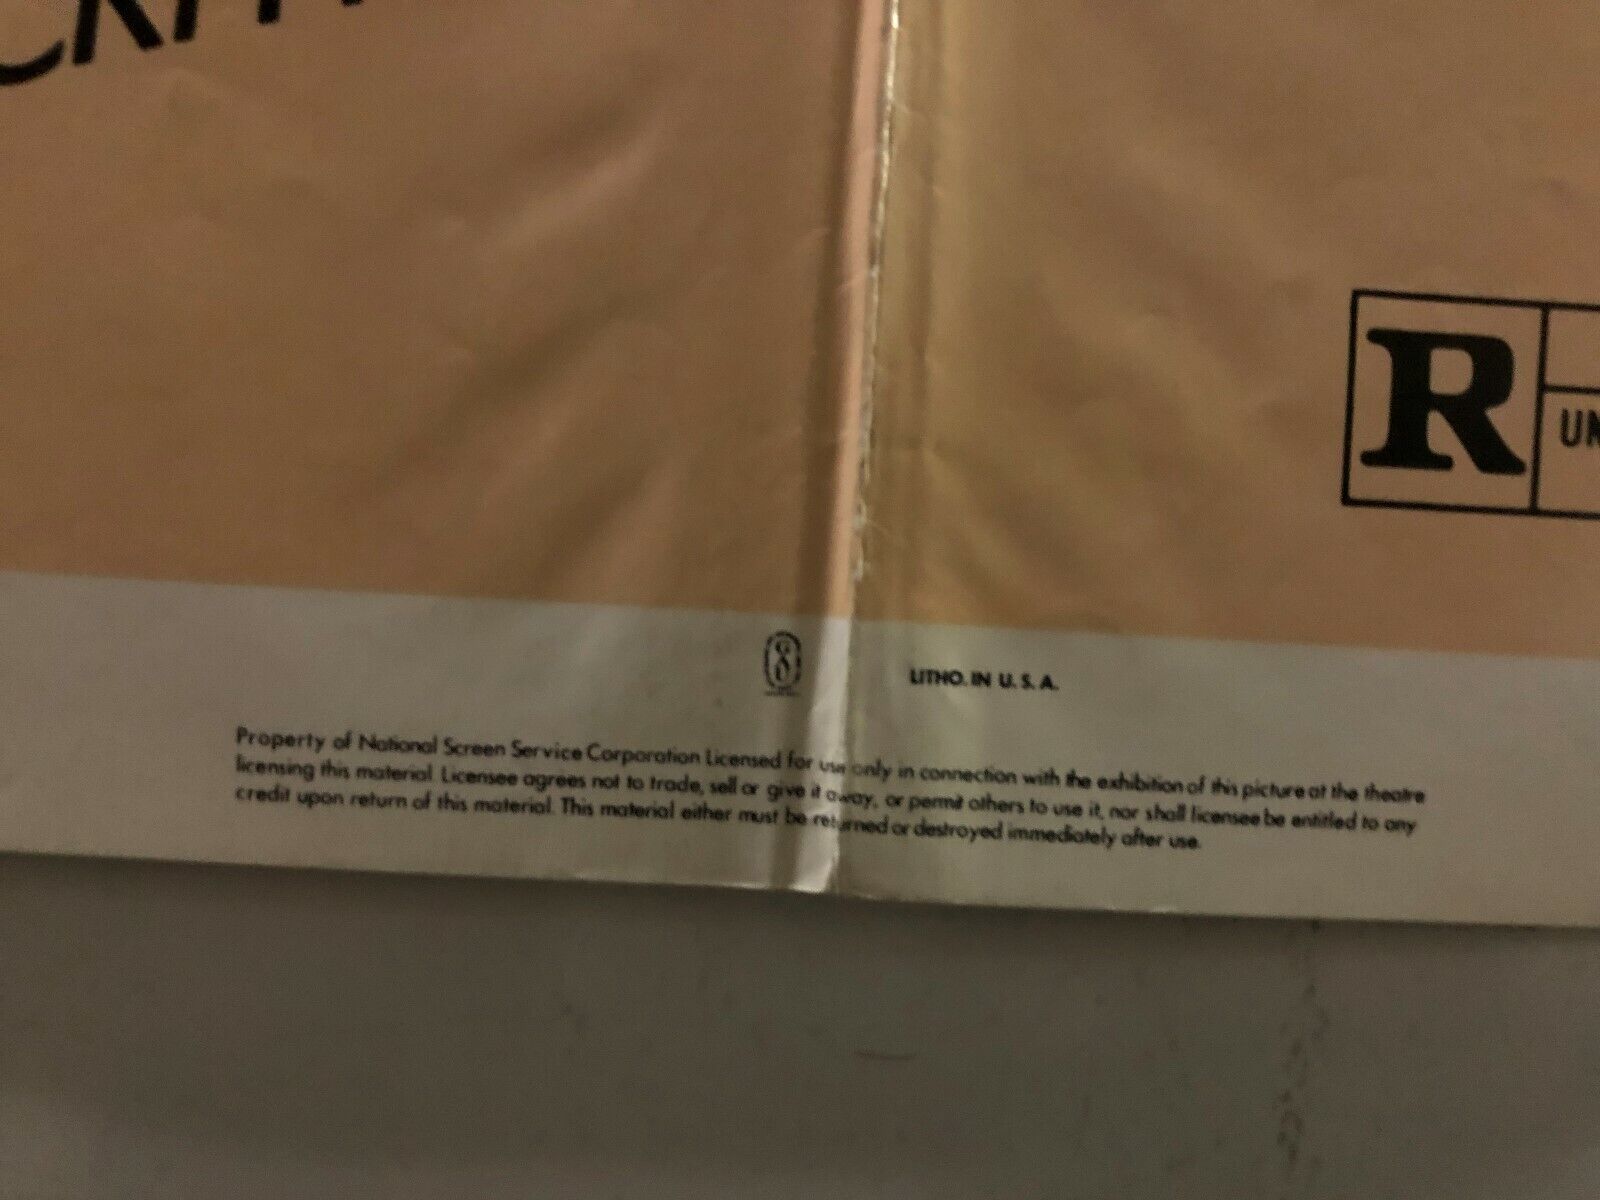 R
UN
LITHO. IN U. S. A.
Property of National Screen Service Corporation Licensed for use only in connection with the exhibition of this picture at the theatre
licensing this material. Licensee agrees not to trade, sell or give it away, or permit others to use it, nor shall licensee be entitled to any
credit upon return of this material. This material either must be returned or destroyed immediately after use.